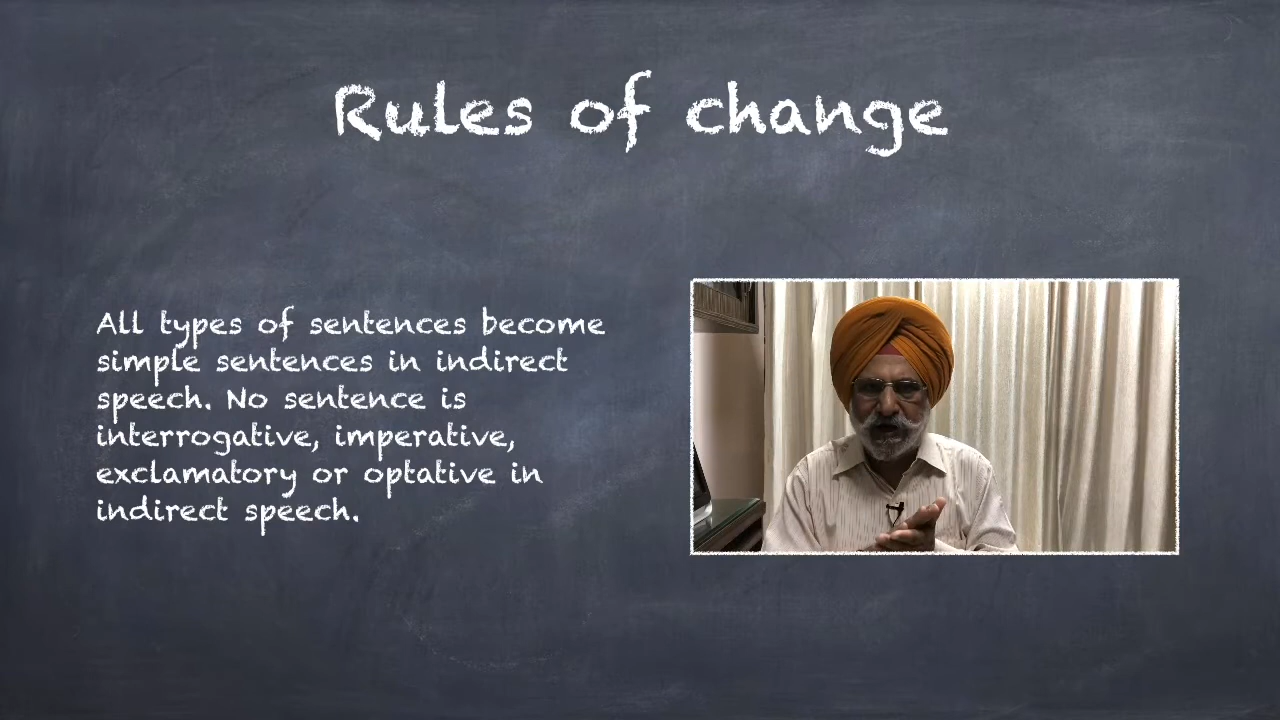 Rules of change
All types of sentences become
simple sentences in indirect
speech. No sentence is
interrogative, imperative,
exclamatory or optative in
indirect speech.